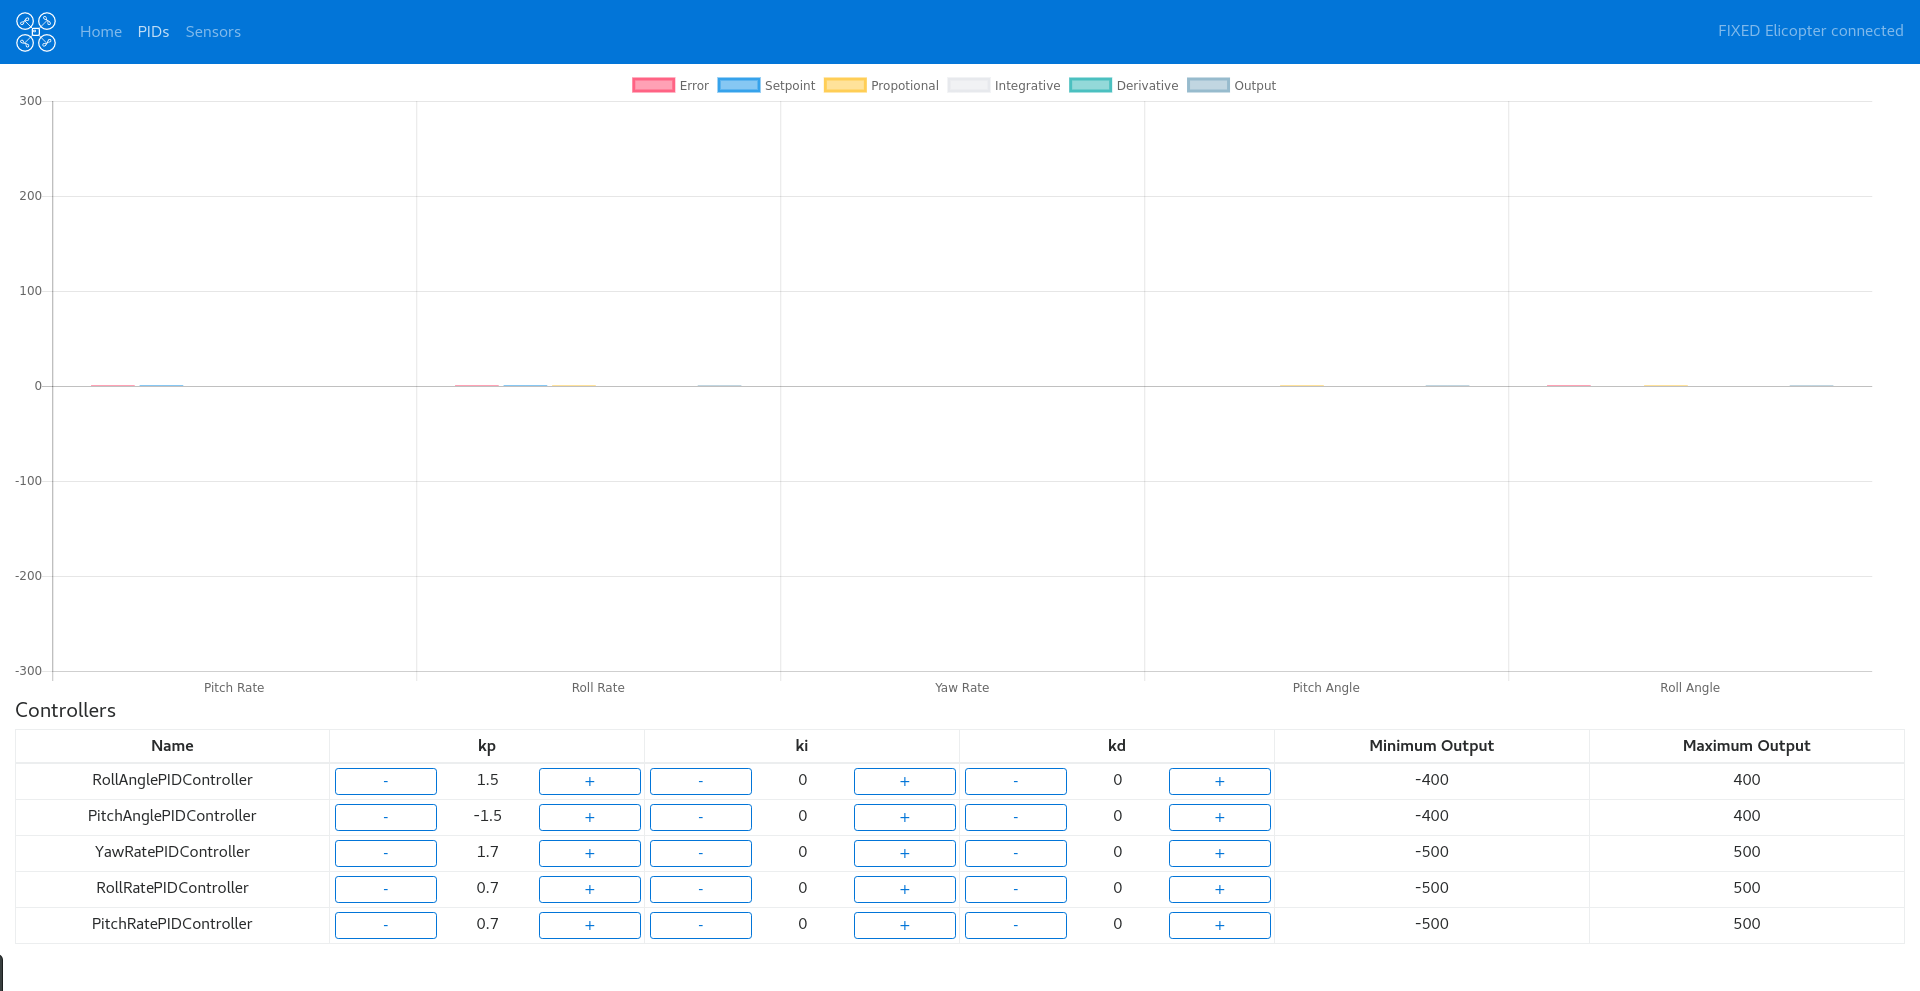 Home PIDs Sensors FIXED Elicopter connected
Error Setpoint Propotional Integrative Derivative Output
300
200
100
0
-100
-200
-300
Pitch Rate Roll Rate Yaw Rate Pitch Angle Roll Angle
Controllers
Name kp ki kd Minimum Output Maximum Output
RollAnglePIDController - 1.5 + - 0 + - 0 + -400 400
PitchAnglePIDController - -1.5 + - 0 + - 0 + -400 400
YawRatePIDController - 1.7 + - 0 + - 0 + -500 500
RollRatePIDController - 0.7 + - 0 + - 0 + -500 500
PitchRatePIDController - 0.7 + - 0 + - 0 + -500 500